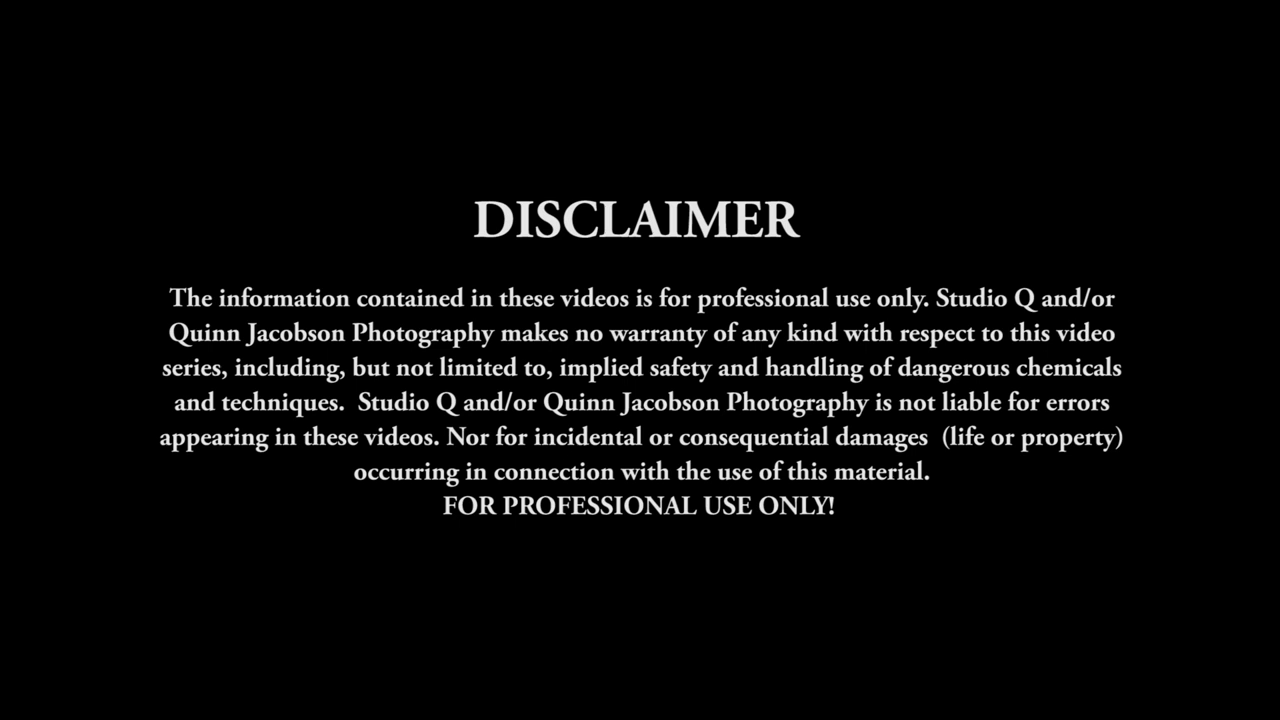 DISCLAIMER
The information contained in these videos is for professional use only. Studio Q and/or
Quinn Jacobson Photography makes no warranty of any kind with respect to this video
series, including, but not limited to, implied safety and handling of dangerous chemicals
and techniques.  Studio Q and/or Quinn Jacobson Photography is not liable for errors
appearing in these videos. Nor for incidental or consequential damages  (life or property)
occurring in connection with the use of this material.
FOR PROFESSIONAL USE ONLY!